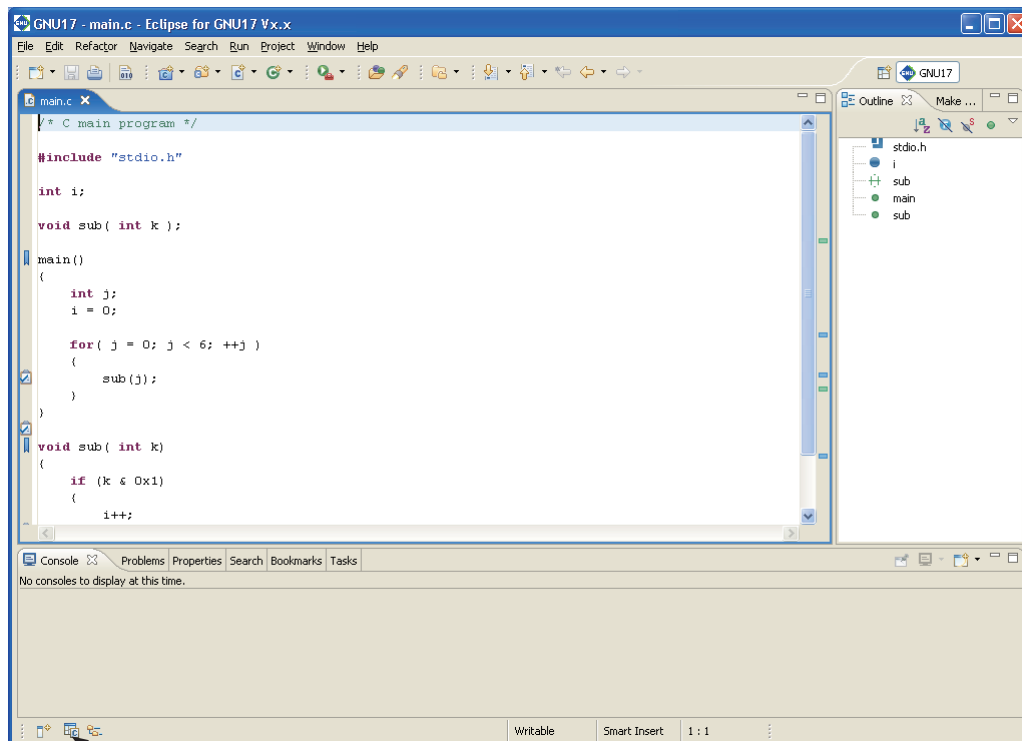 GNU17 - main.c - Eclipse for GNU17 Vx.x
File Edit Refactor Navigate Search Run Project Window Help
GNU17
main.c
Outline Make ...
/* C main program */
#include "stdio.h"
int i;
void sub( int k );
main()
{
int j;
i = 0;
for( j = 0; j < 6; ++j )
{
sub(j);
}
}
void sub( int k)
{
if (k & 0x1)
{
i++;
stdio.h
i
sub
main
sub
Console Problems Properties Search Bookmarks Tasks
No consoles to display at this time.
Writable Smart Insert 1 : 1